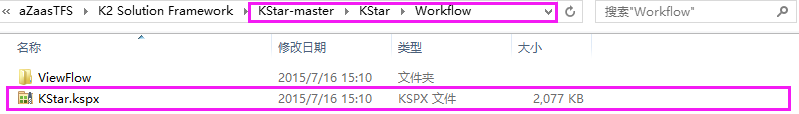 aZaasTFS ▸ K2 Solution Framework ▸ KStar-master ▸ KStar ▸ Workflow 搜索"Workflow"
名称 修改日期 类型 大小
ViewFlow 2015/7/16 15:10 文件夹
KStar.kspx 2015/7/16 15:10 KSPX 文件 2,077 KB